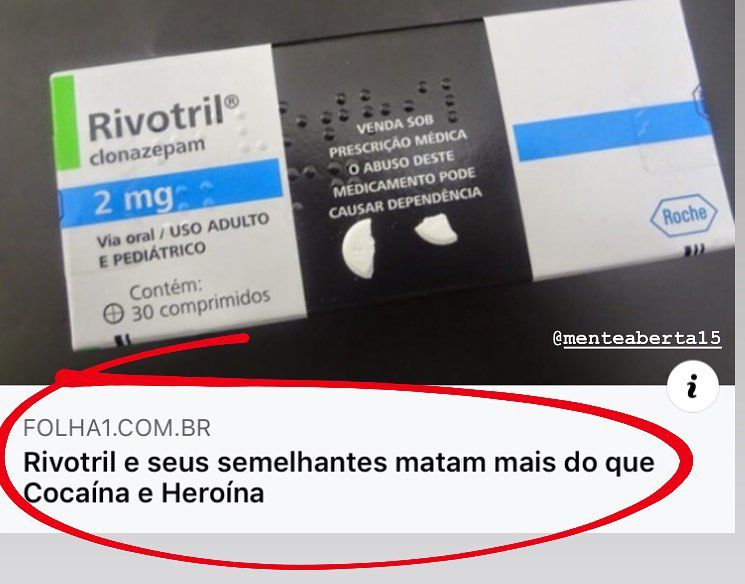 Rivotril®
clonazepam
2 mg
Via oral / USO ADULTO
E PEDIÁTRICO
Contém:
30 comprimidos
VENDA SOB
PRESCRIÇÃO MÉDICA
O ABUSO DESTE
MEDICAMENTO PODE
CAUSAR DEPENDÊNCIA
Roche
@menteaberta15
i
FOLHA1.COM.BR
Rivotril e seus semelhantes matam mais do que
Cocaína e Heroína